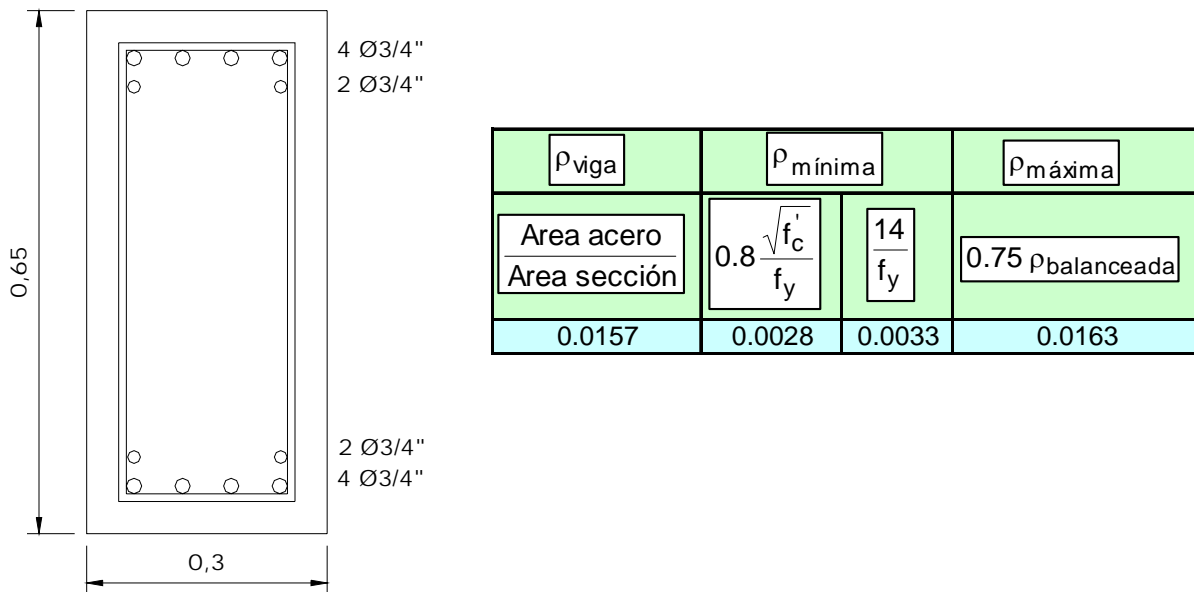 4 Ø3/4"
2 Ø3/4"
0,65
2 Ø3/4"
4 Ø3/4"
0,3
ρviga ρmínima ρmáxima
Area acero
Area sección
0.8 √f'c / fy
14 / fy
0.75 ρbalanceada
0.0157 0.0028 0.0033 0.0163